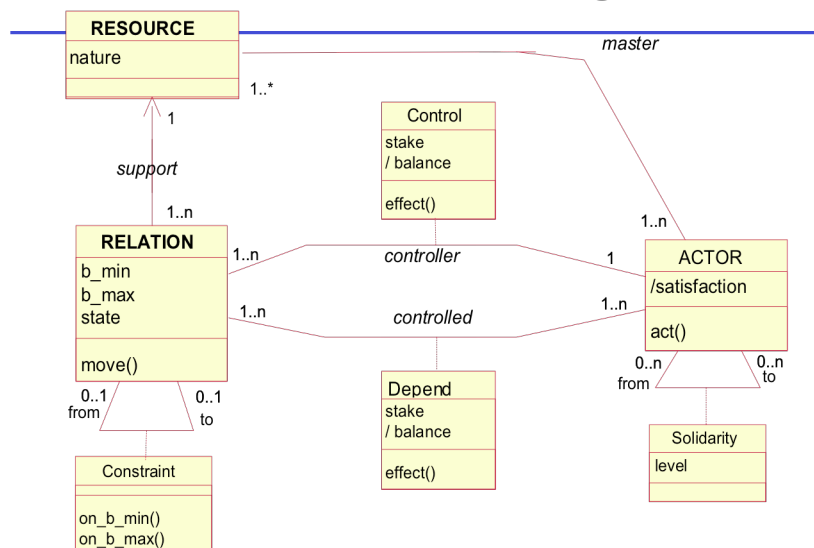 RESOURCE
nature
master
1..*
1
support
1..n
Control
stake
/ balance
effect()
1..n
RELATION
b_min
b_max
state
move()
1..n
controller
1
ACTOR
/satisfaction
act()
1..n
controlled
1..n
0..1
from
0..1
to
Depend
stake
/ balance
effect()
0..n
from
0..n
to
Solidarity
level
Constraint
on_b_min()
on_b_max()